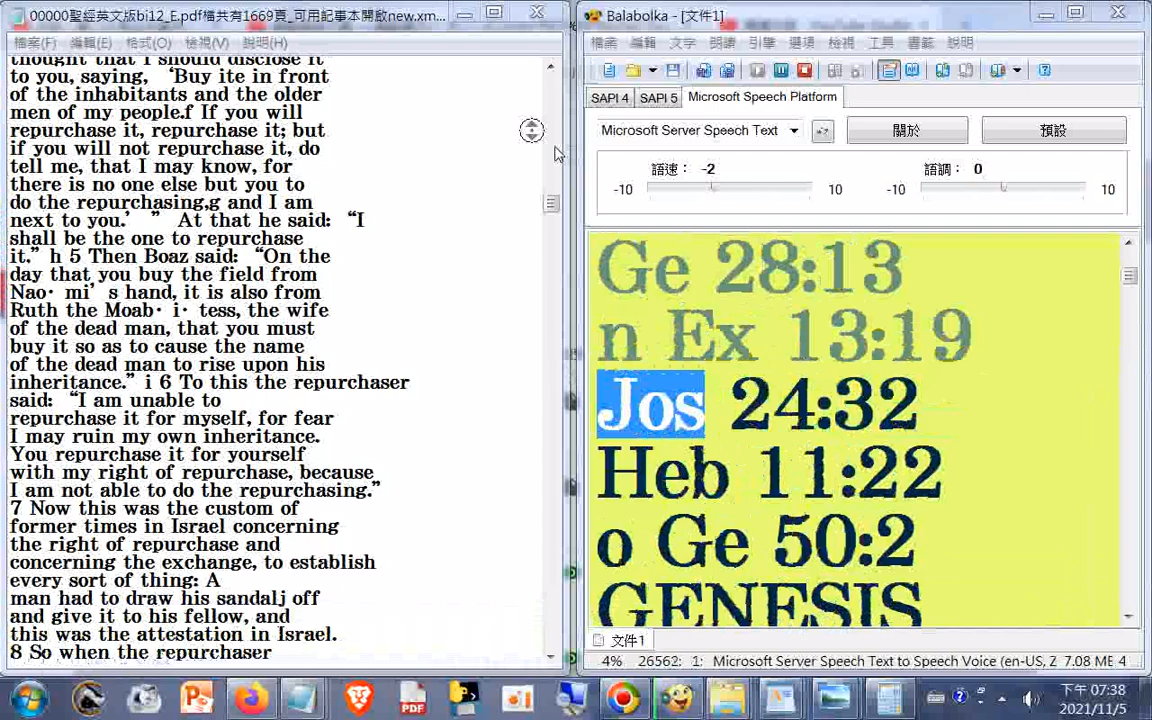 00000聖經英文版bi12_E.pdf檔共有1669頁_可用記事本開啟new.xm...
檔案(F) 編輯(E) 格式(O) 檢視(V) 說明(H)
thought that I should disclose it
to you, saying, ‘Buy ite in front
of the inhabitants and the older
men of my people.f If you will
repurchase it, repurchase it; but
if you will not repurchase it, do
tell me, that I may know, for
there is no one else but you to
do the repurchasing,g and I am
next to you.’ ” At that he said: “I
shall be the one to repurchase
it.” h 5 Then Boaz said: “On the
day that you buy the field from
Nao· mi’ s hand, it is also from
Ruth the Moab· i· tess, the wife
of the dead man, that you must
buy it so as to cause the name
of the dead man to rise upon his
inheritance.” i 6 To this the repurchaser
said: “I am unable to
repurchase it for myself, for fear
I may ruin my own inheritance.
You repurchase it for yourself
with my right of repurchase, because
I am not able to do the repurchasing.”
7 Now this was the custom of
former times in Israel concerning
the right of repurchase and
concerning the exchange, to establish
every sort of thing: A
man had to draw his sandalj off
and give it to his fellow, and
this was the attestation in Israel.
8 So when the repurchaser
Balabolka - [文件1]
檔案 編輯 文字 朗讀 引擎 選項 檢視 工具 書籤 說明
SAPI 4 SAPI 5 Microsoft Speech Platform
Microsoft Server Speech Text 關於 預設
語速: -2 語調: 0
-10 10 -10 10
Ge 28:13
n Ex 13:19
Jos 24:32
Heb 11:22
o Ge 50:2
GENESIS
文件1
4% 26562: 1: Microsoft Server Speech Text to Speech Voice (en-US, Z 7.08 ME 4
下午 07:38
2021/11/5